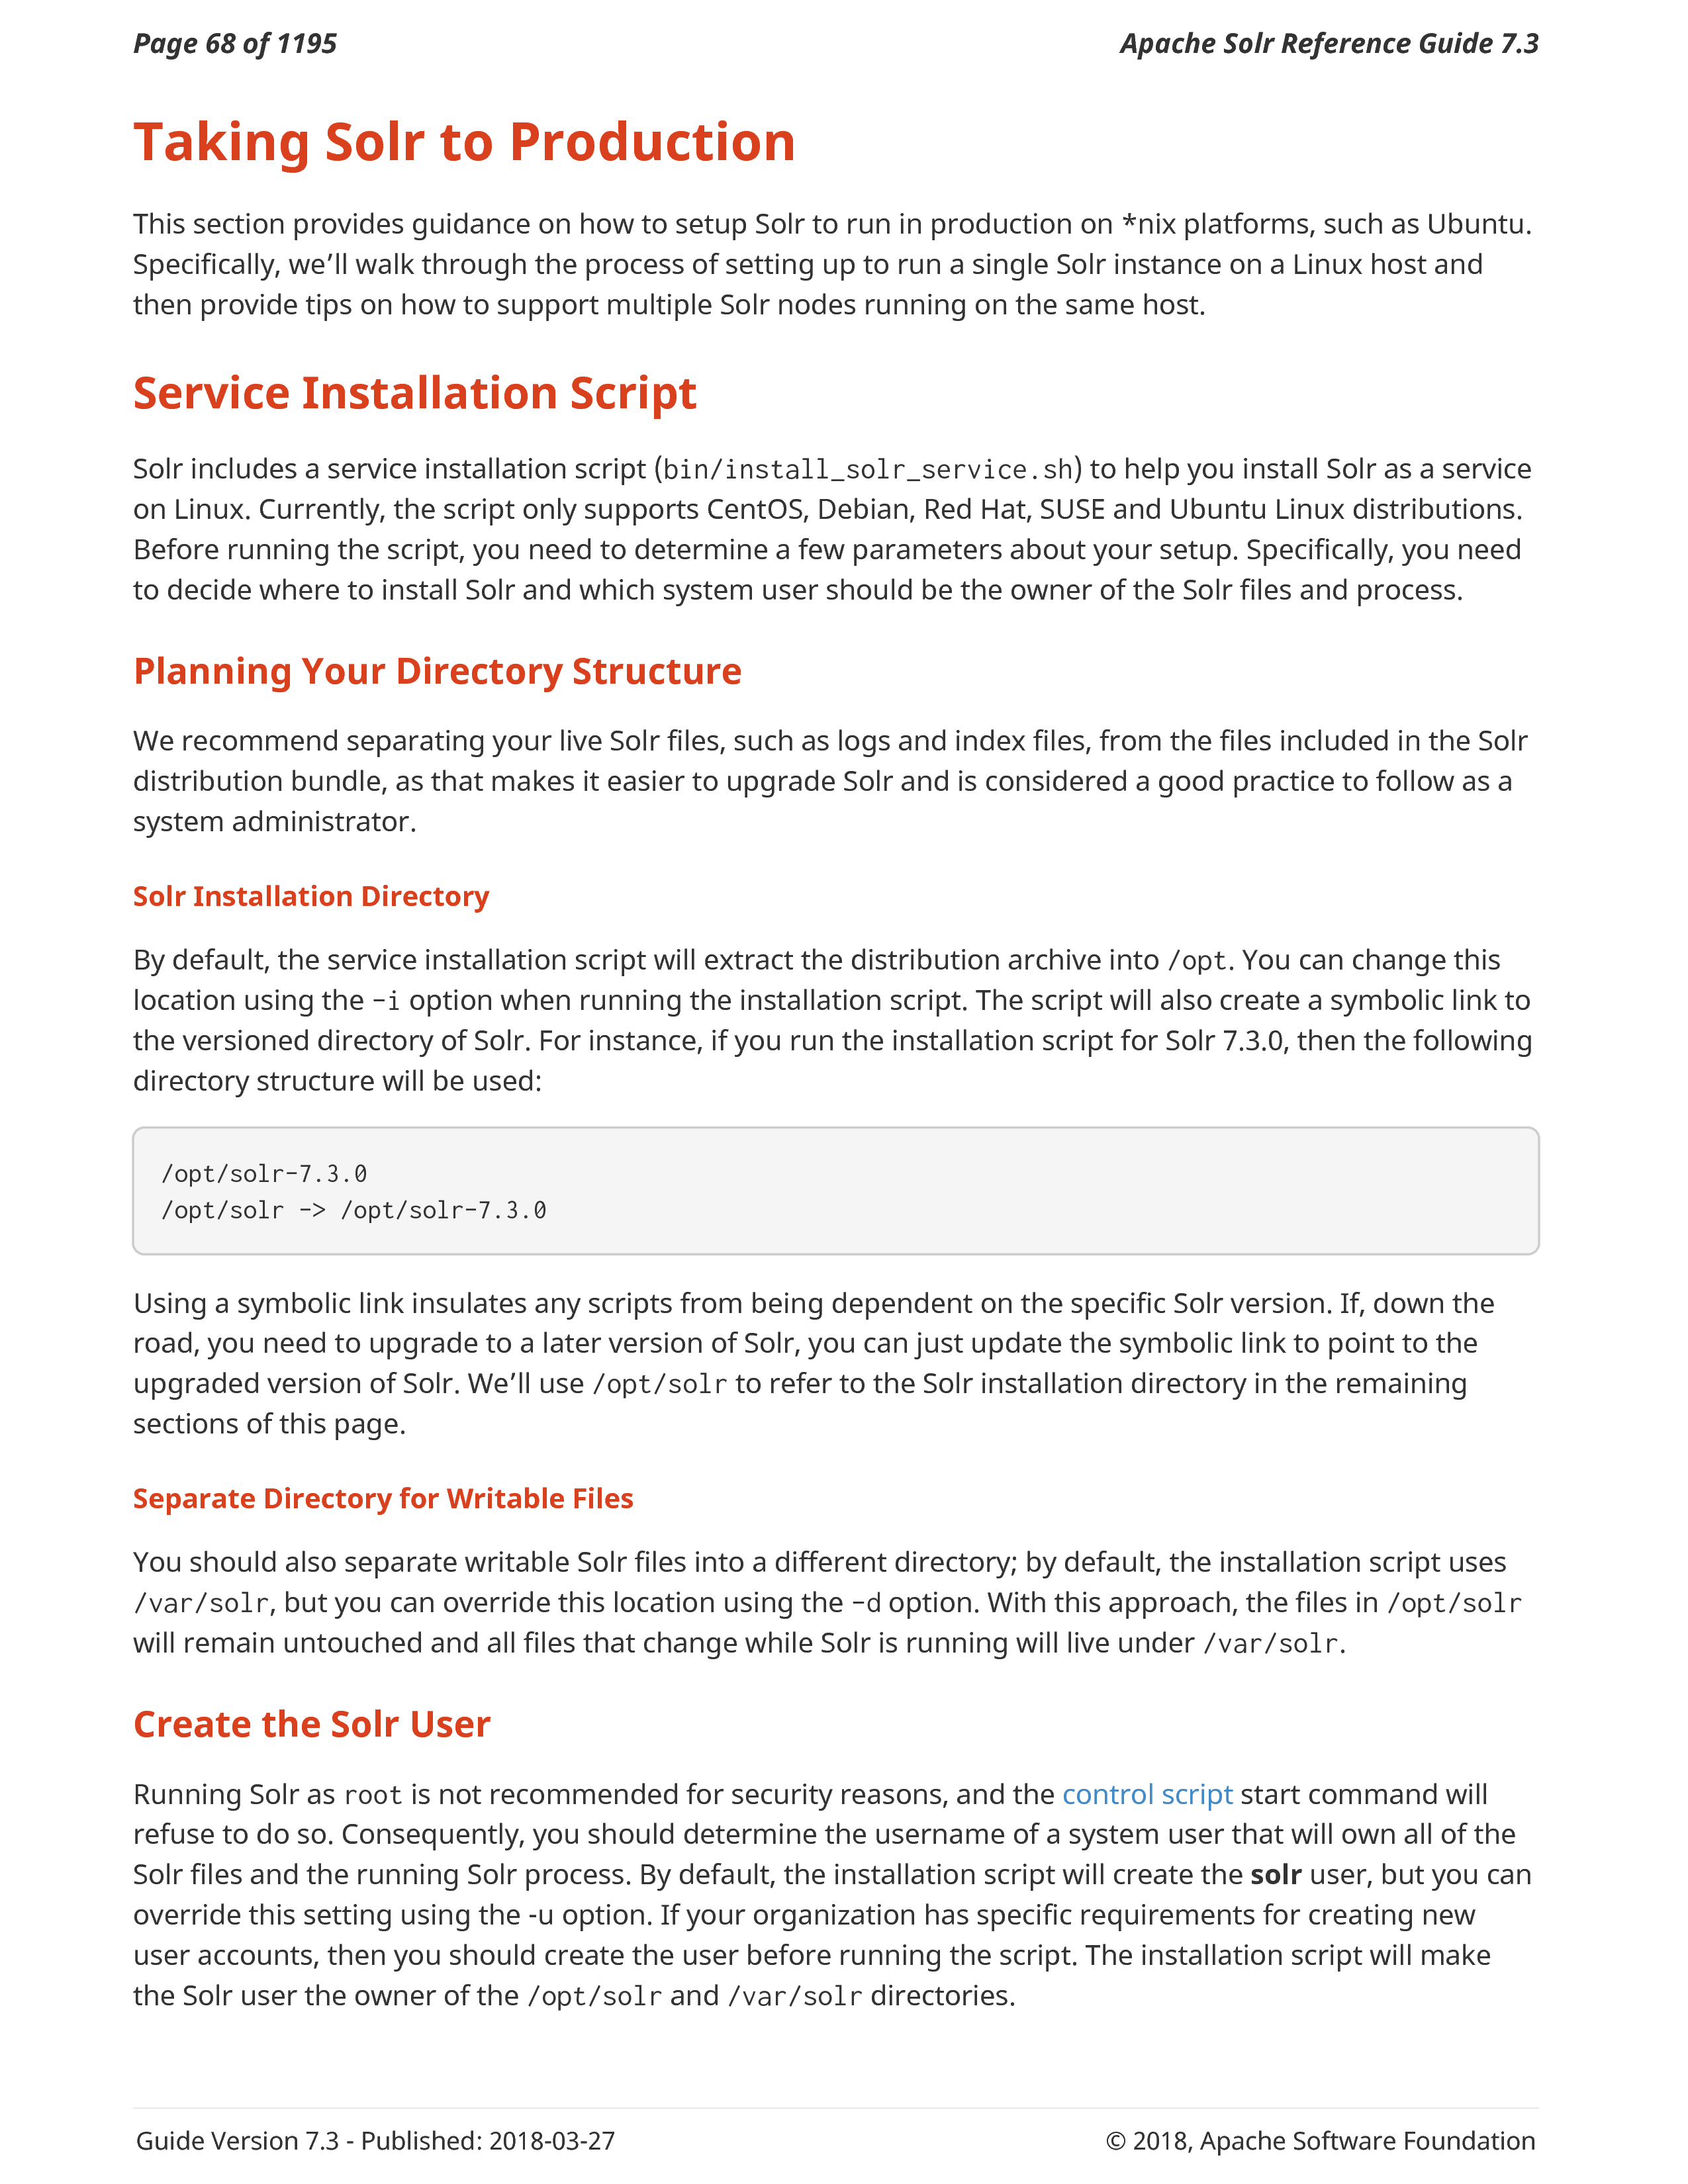 Page 68 of 1195
Apache Solr Reference Guide 7.3
Taking Solr to Production
This section provides guidance on how to setup Solr to run in production on *nix platforms, such as Ubuntu.
Specifically, we’ll walk through the process of setting up to run a single Solr instance on a Linux host and
then provide tips on how to support multiple Solr nodes running on the same host.
Service Installation Script
Solr includes a service installation script (bin/install_solr_service.sh) to help you install Solr as a service
on Linux. Currently, the script only supports CentOS, Debian, Red Hat, SUSE and Ubuntu Linux distributions.
Before running the script, you need to determine a few parameters about your setup. Specifically, you need
to decide where to install Solr and which system user should be the owner of the Solr files and process.
Planning Your Directory Structure
We recommend separating your live Solr files, such as logs and index files, from the files included in the Solr
distribution bundle, as that makes it easier to upgrade Solr and is considered a good practice to follow as a
system administrator.
Solr Installation Directory
By default, the service installation script will extract the distribution archive into /opt. You can change this
location using the -i option when running the installation script. The script will also create a symbolic link to
the versioned directory of Solr. For instance, if you run the installation script for Solr 7.3.0, then the following
directory structure will be used:
/opt/solr-7.3.0
/opt/solr -> /opt/solr-7.3.0
Using a symbolic link insulates any scripts from being dependent on the specific Solr version. If, down the
road, you need to upgrade to a later version of Solr, you can just update the symbolic link to point to the
upgraded version of Solr. We’ll use /opt/solr to refer to the Solr installation directory in the remaining
sections of this page.
Separate Directory for Writable Files
You should also separate writable Solr files into a different directory; by default, the installation script uses
/var/solr, but you can override this location using the -d option. With this approach, the files in /opt/solr
will remain untouched and all files that change while Solr is running will live under /var/solr.
Create the Solr User
Running Solr as root is not recommended for security reasons, and the control script start command will
refuse to do so. Consequently, you should determine the username of a system user that will own all of the
Solr files and the running Solr process. By default, the installation script will create the solr user, but you can
override this setting using the -u option. If your organization has specific requirements for creating new
user accounts, then you should create the user before running the script. The installation script will make
the Solr user the owner of the /opt/solr and /var/solr directories.
Guide Version 7.3 - Published: 2018-03-27
© 2018, Apache Software Foundation